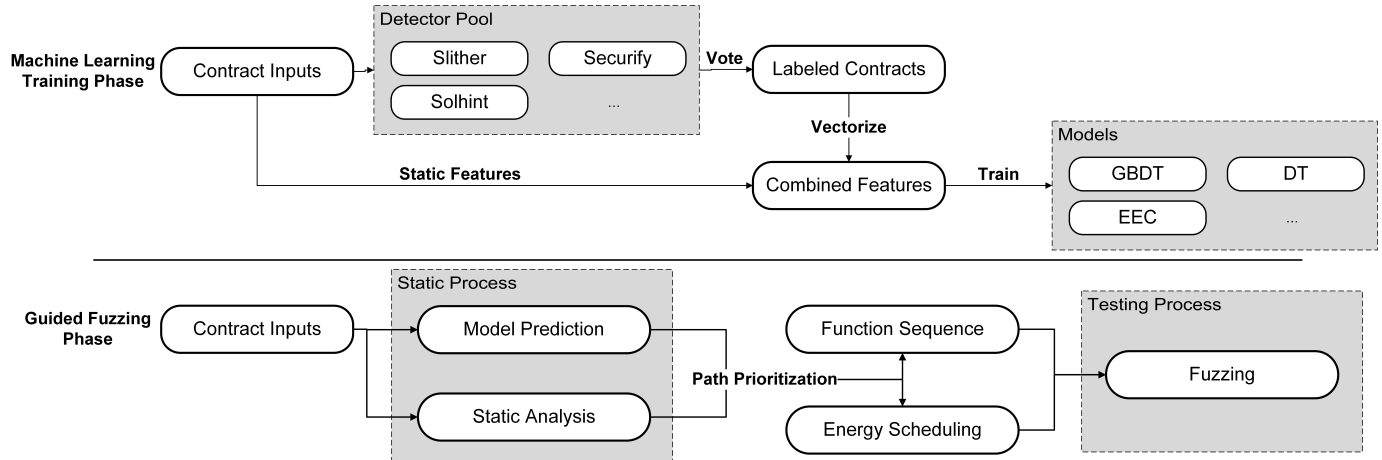 Detector Pool
Machine Learning
Training Phase
Contract Inputs
Slither
Securify
Solhint
...
Vote
Labeled Contracts
Vectorize
Static Features
Combined Features
Train
Models
GBDT
DT
EEC
...
Guided Fuzzing
Phase
Contract Inputs
Static Process
Model Prediction
Static Analysis
Path Prioritization
Function Sequence
Energy Scheduling
Testing Process
Fuzzing